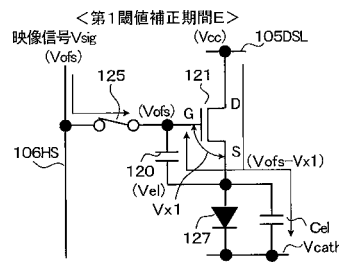 ＜第1閾値補正期間E＞
映像信号Vsig
(Vofs)
(Vcc)
105DSL
125
(Vofs)
121
D
G
S
106HS
120
(Vofs-Vx1)
(Vel)
Vx1
127
Cel
Vcath